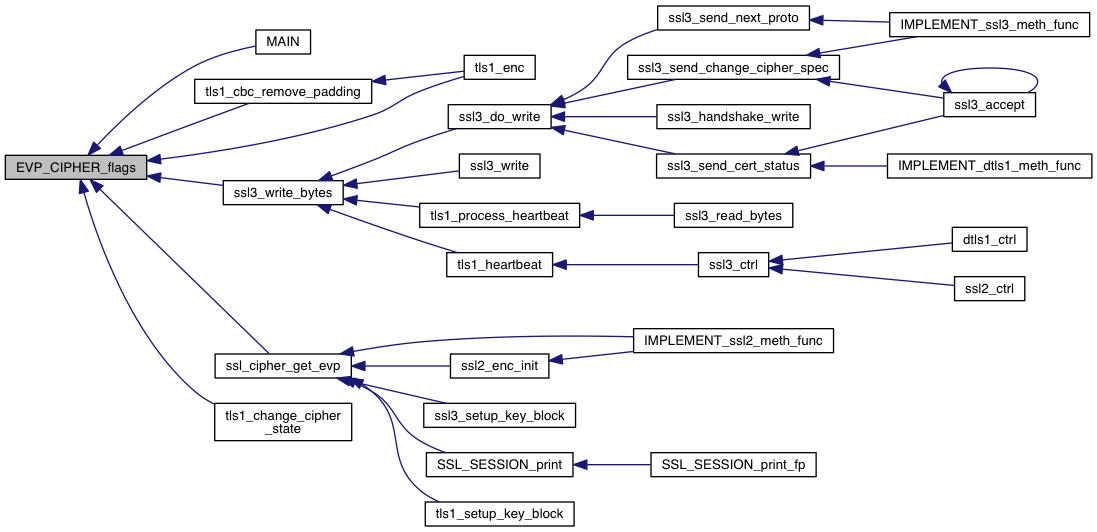 ssl3_send_next_proto
IMPLEMENT_ssl3_meth_func
MAIN
tls1_enc
ssl3_send_change_cipher_spec
tls1_cbc_remove_padding
ssl3_accept
ssl3_do_write
ssl3_handshake_write
EVP_CIPHER_flags
ssl3_write
ssl3_send_cert_status
IMPLEMENT_dtls1_meth_func
ssl3_write_bytes
tls1_process_heartbeat
ssl3_read_bytes
dtls1_ctrl
tls1_heartbeat
ssl3_ctrl
ssl2_ctrl
IMPLEMENT_ssl2_meth_func
ssl_cipher_get_evp
ssl2_enc_init
tls1_change_cipher
_state
ssl3_setup_key_block
SSL_SESSION_print
SSL_SESSION_print_fp
tls1_setup_key_block